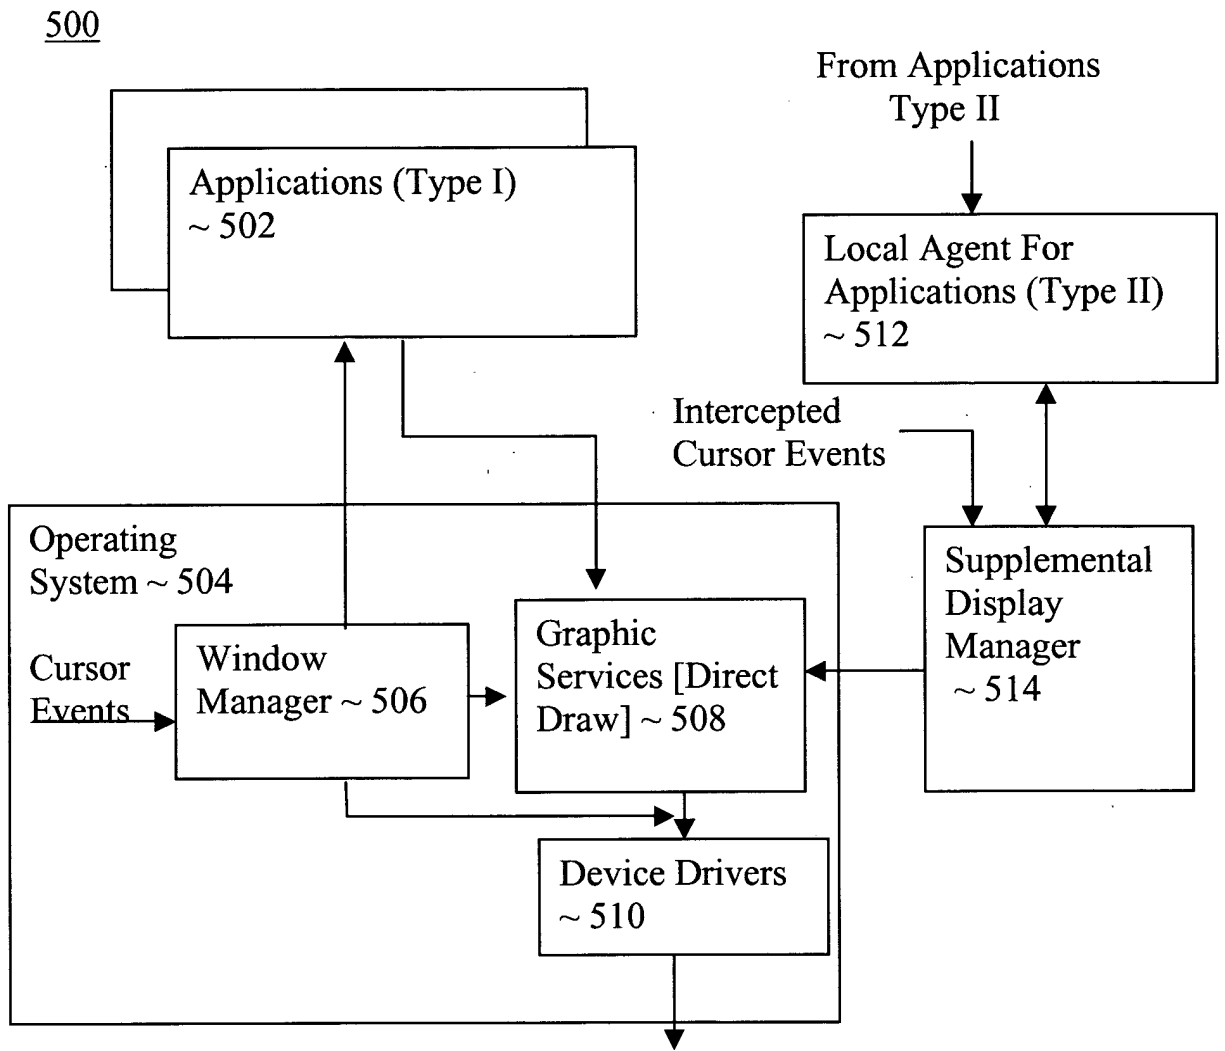 500
From Applications
Type II
Applications (Type I)
~ 502
Local Agent For
Applications (Type II)
~ 512
Intercepted
Cursor Events
Operating
System ~ 504
Supplemental
Display
Manager
~ 514
Graphic
Services [Direct
Draw] ~ 508
Window
Manager ~ 506
Cursor
Events
Device Drivers
~ 510